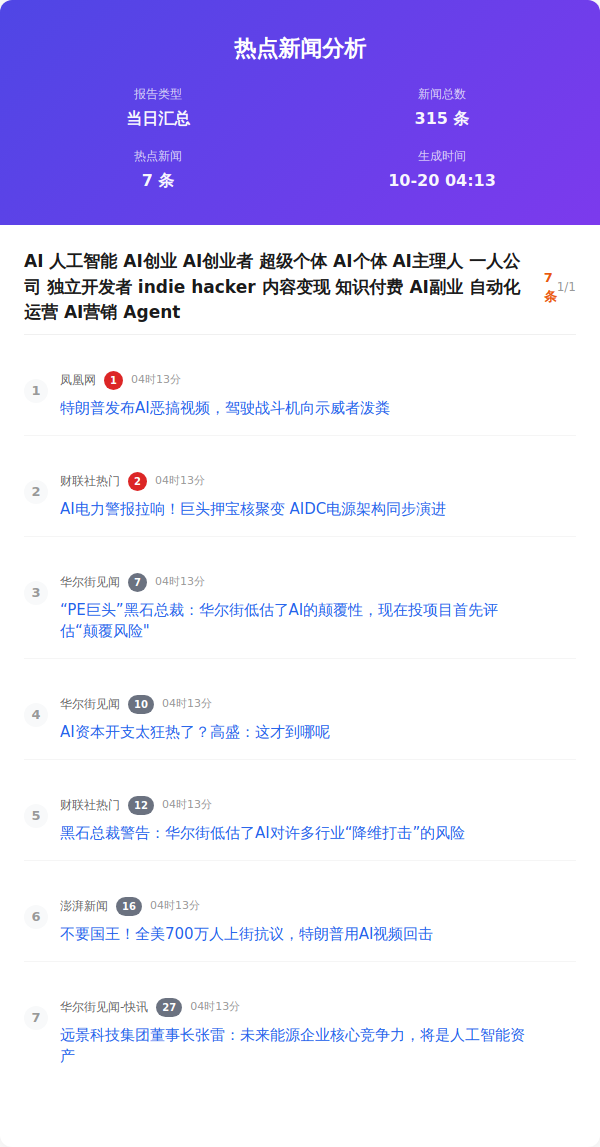 热点新闻分析
报告类型
当日汇总
新闻总数
315 条
热点新闻
7 条
生成时间
10-20 04:13
AI 人工智能 AI创业 AI创业者 超级个体 AI个体 AI主理人 一人公
司 独立开发者 indie hacker 内容变现 知识付费 AI副业 自动化
运营 AI营销 Agent
7
条
1/1
1
凤凰网 1 04时13分
特朗普发布AI恶搞视频，驾驶战斗机向示威者泼粪
2
财联社热门 2 04时13分
AI电力警报拉响！巨头押宝核聚变 AIDC电源架构同步演进
3
华尔街见闻 7 04时13分
“PE巨头”黑石总裁：华尔街低估了AI的颠覆性，现在投项目首先评
估“颠覆风险"
4
华尔街见闻 10 04时13分
AI资本开支太狂热了？高盛：这才到哪呢
5
财联社热门 12 04时13分
黑石总裁警告：华尔街低估了AI对许多行业“降维打击”的风险
6
澎湃新闻 16 04时13分
不要国王！全美700万人上街抗议，特朗普用AI视频回击
7
华尔街见闻-快讯 27 04时13分
远景科技集团董事长张雷：未来能源企业核心竞争力，将是人工智能资
产